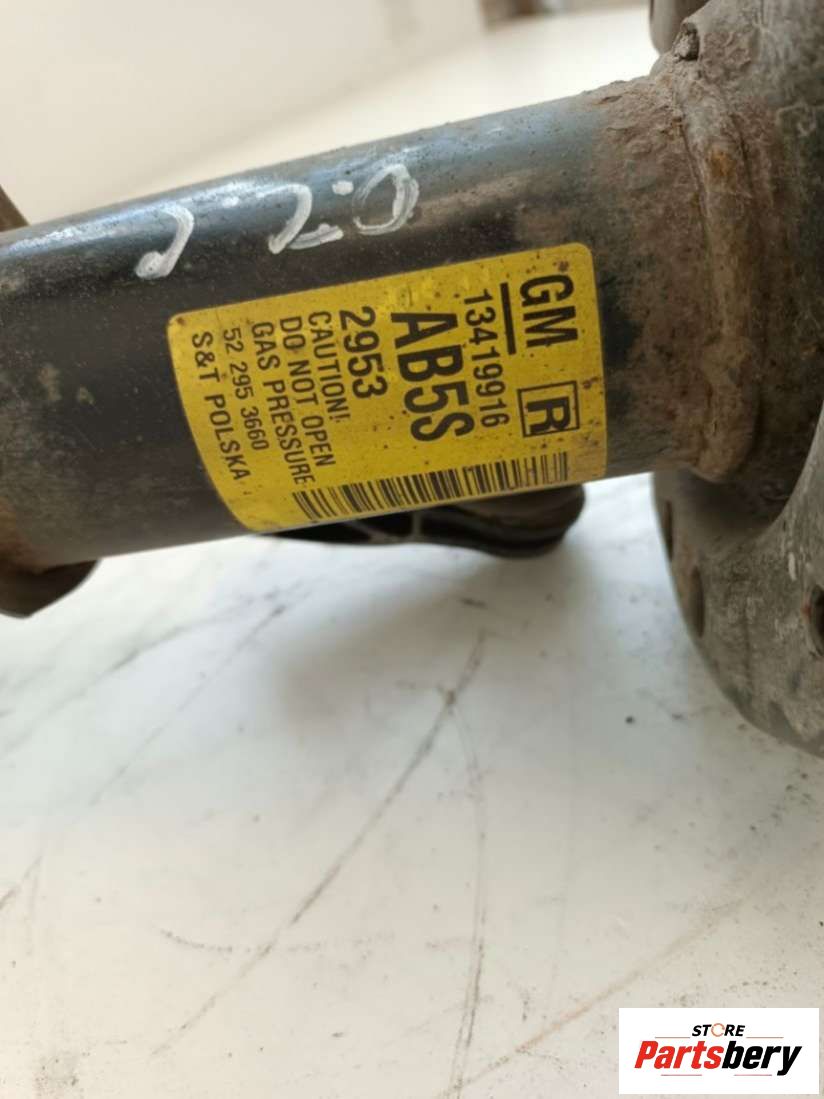 GM R
13419916
AB5S
2953
CAUTION!
DO NOT OPEN
GAS PRESSURE
52 295 3660
S&T POLSKA
STORE
Partsbery